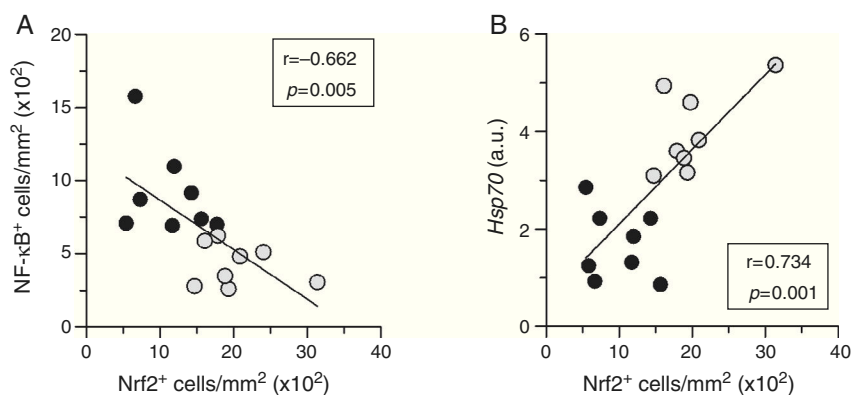 A
NF-κB⁺ cells/mm² (x10²)
20
15
10
5
0
r=–0.662
p=0.005
0 10 20 30 40
Nrf2⁺ cells/mm² (x10²)
B
Hsp70 (a.u.)
6
4
2
0
r=0.734
p=0.001
0 10 20 30 40
Nrf2⁺ cells/mm² (x10²)